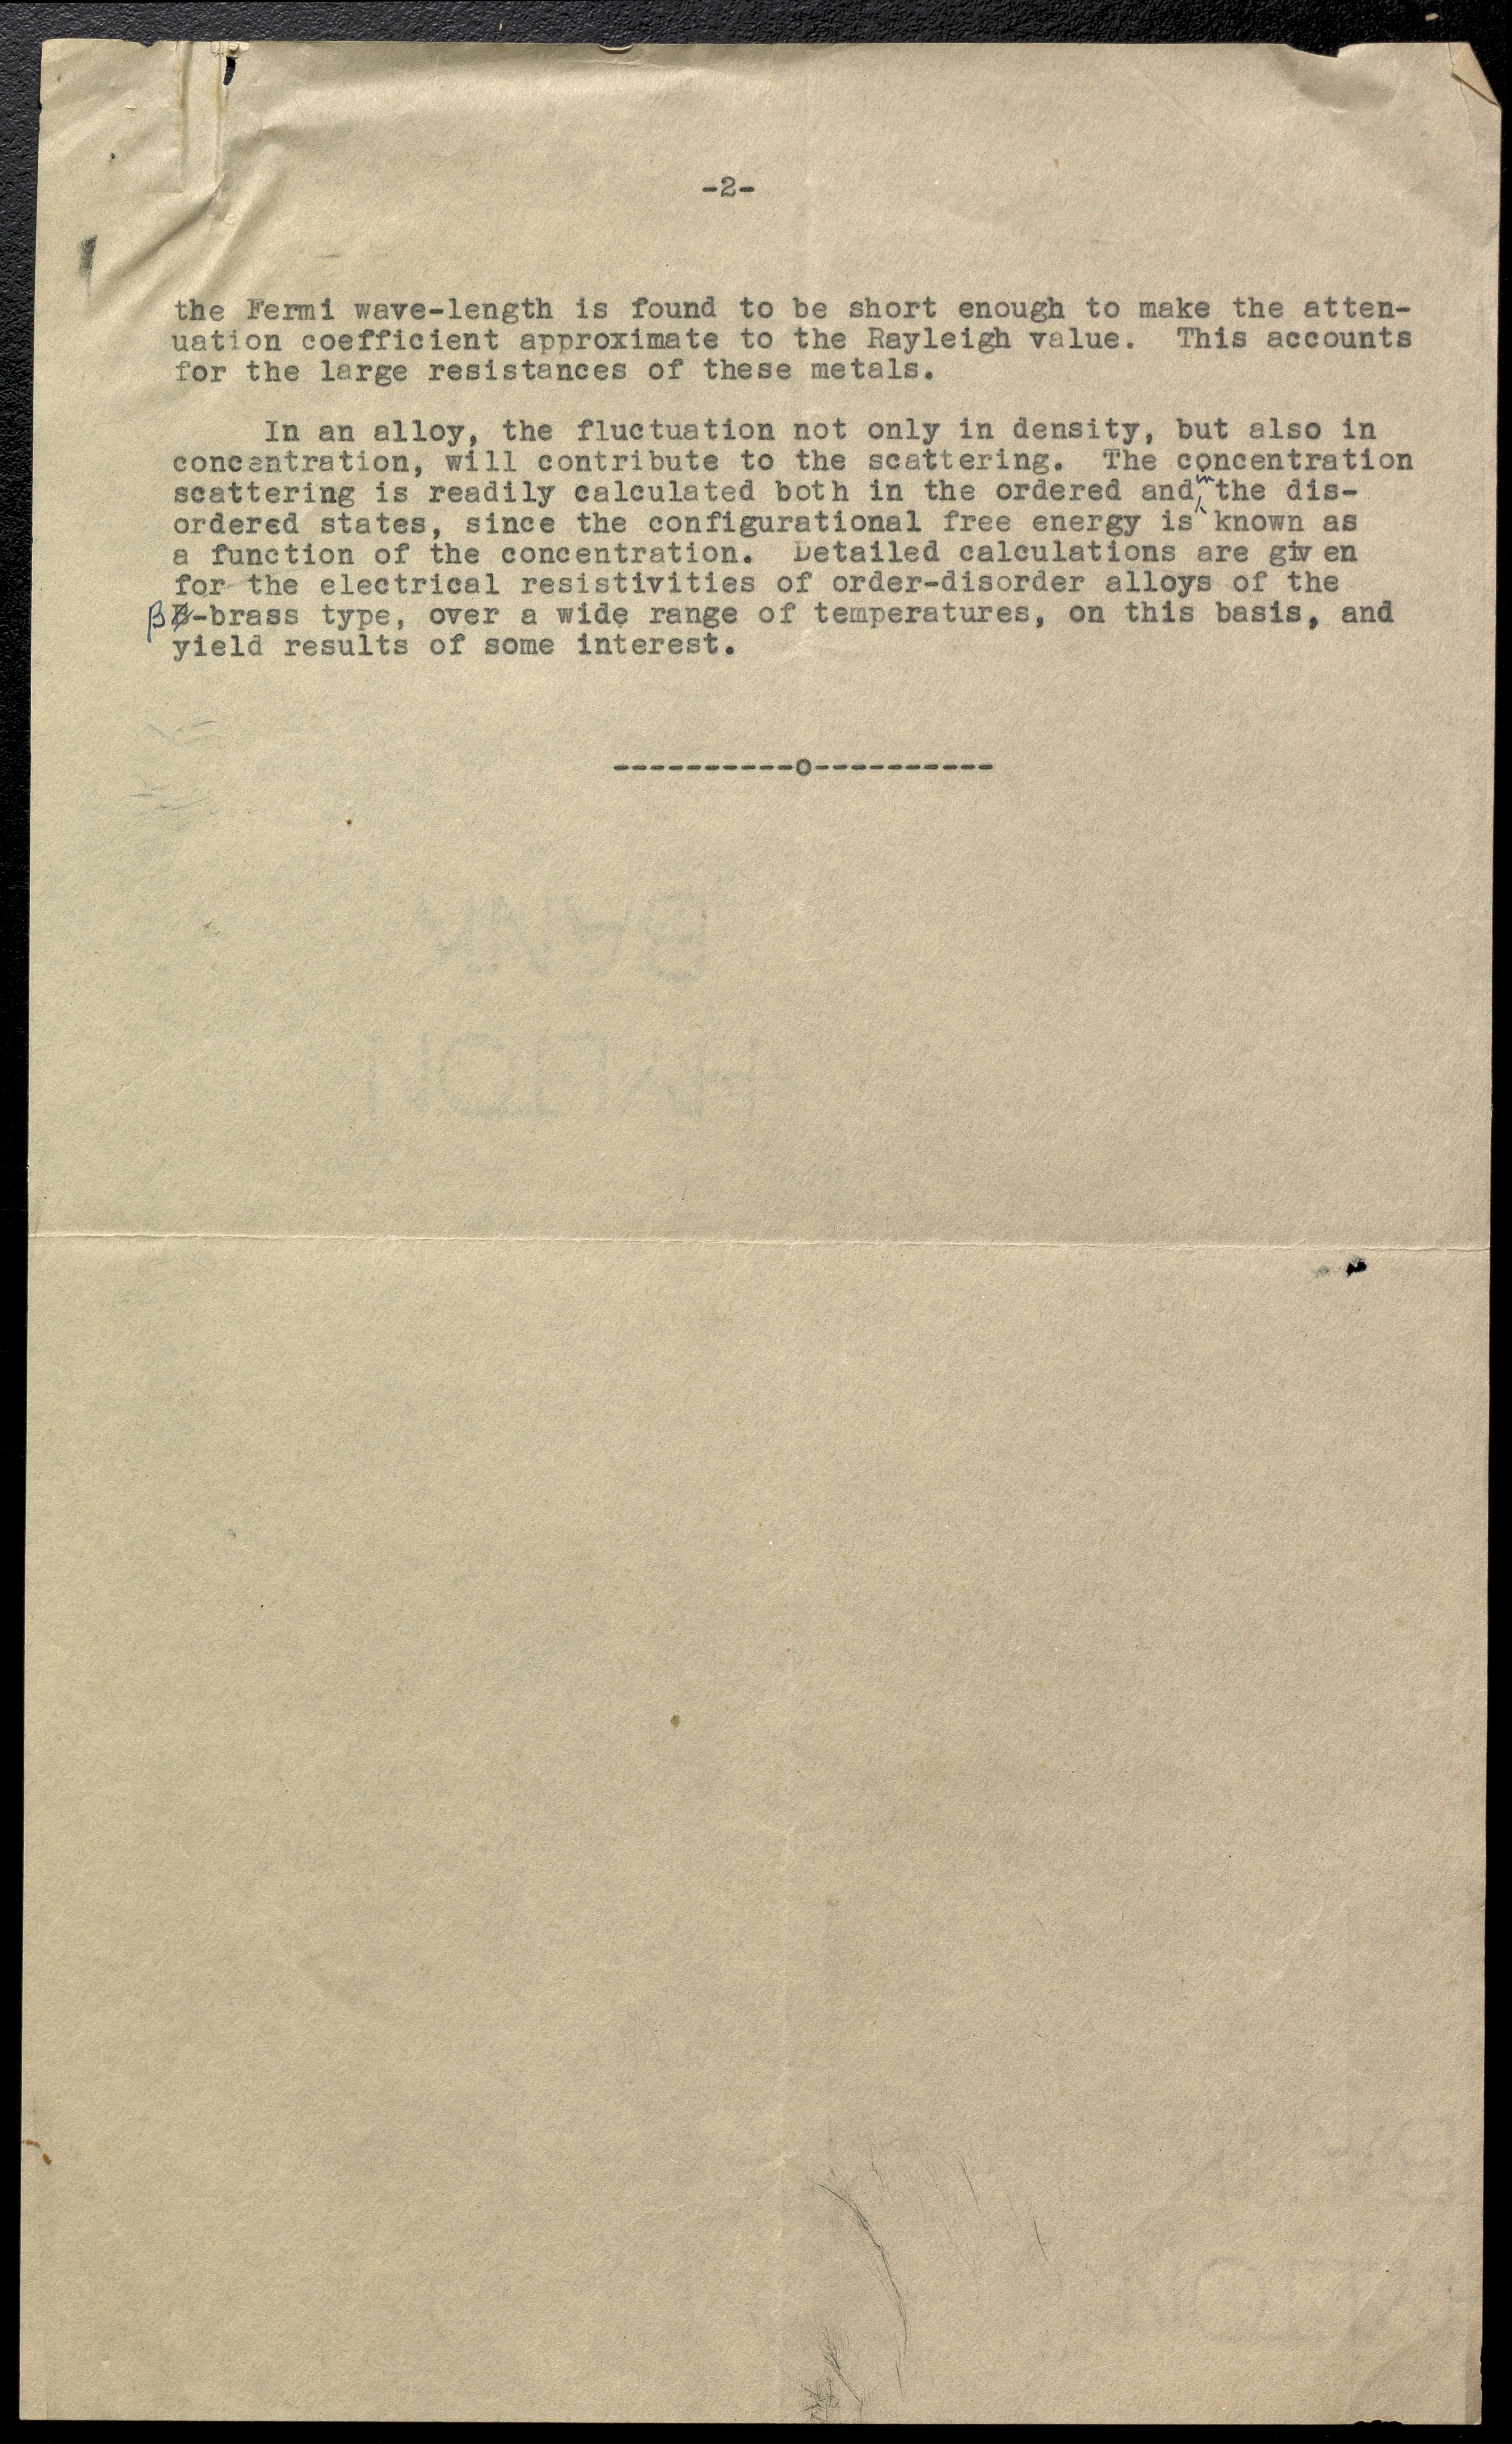 -2-
the Fermi wave-length is found to be short enough to make the atten-
uation coefficient approximate to the Rayleigh value. This accounts
for the large resistances of these metals.
In an alloy, the fluctuation not only in density, but also in
concentration, will contribute to the scattering. The concentration
scattering is readily calculated both in the ordered and in the dis-
ordered states, since the configurational free energy is known as
a function of the concentration. Detailed calculations are given
for the electrical resistivities of order-disorder alloys of the
β-brass type, over a wide range of temperatures, on this basis, and
yield results of some interest.
----------o----------
BANK